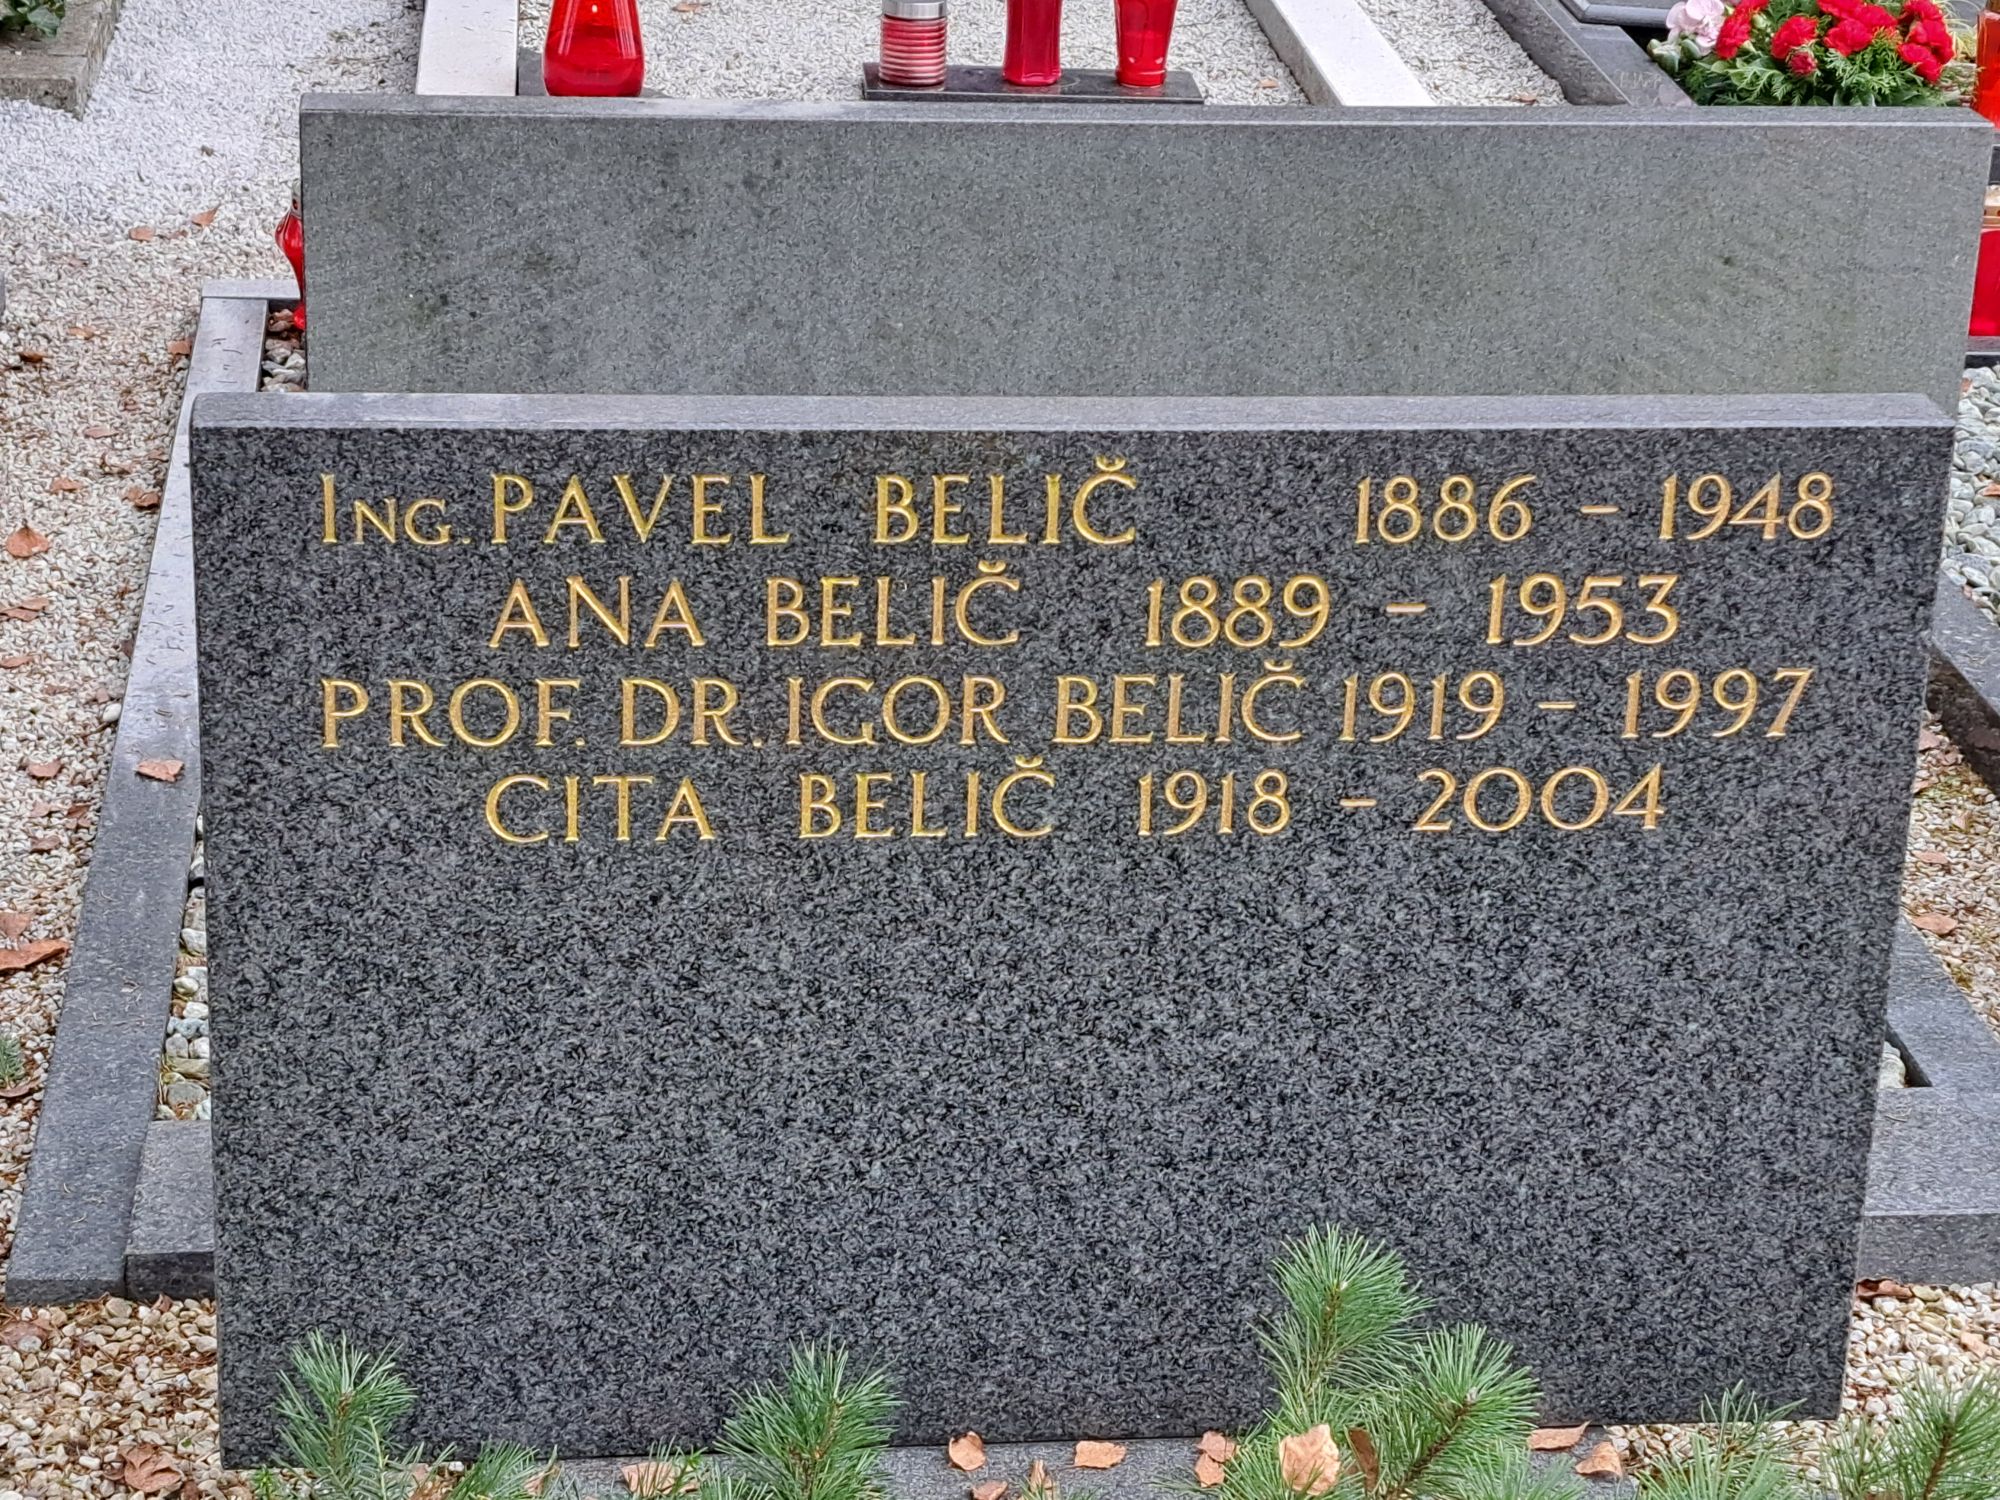 Ing. PAVEL BELIČ 1886 - 1948
ANA BELIČ 1889 - 1953
PROF. DR. IGOR BELIČ 1919 - 1997
CITA BELIČ 1918 - 2004